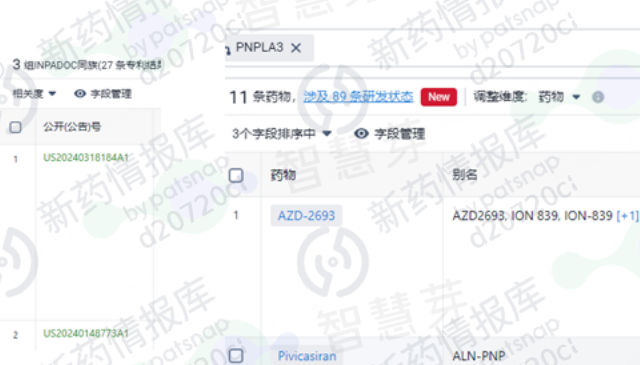 PNPLA3 ×
3 组INPADOC同族(27 条专利结果
相关度 字段管理
公开(公告)号
1 US20240318184A1
2 US20240148773A1
11 条药物, 涉及 89 条研发状态 New 调整维度: 药物
3个字段排序中 字段管理
药物 别名
1 AZD-2693 AZD2693, ION 839, ION-839 [+1]
Pivicasiran ALN-PNP
新药情报库
by patsnap
d20720ci
智慧芽